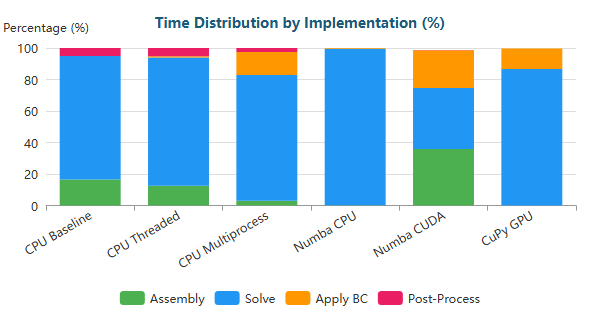 Time Distribution by Implementation (%)
Percentage (%)
100
80
60
40
20
0
CPU Baseline
CPU Threaded
CPU Multiprocess
Numba CPU
Numba CUDA
CuPy GPU
Assembly
Solve
Apply BC
Post-Process